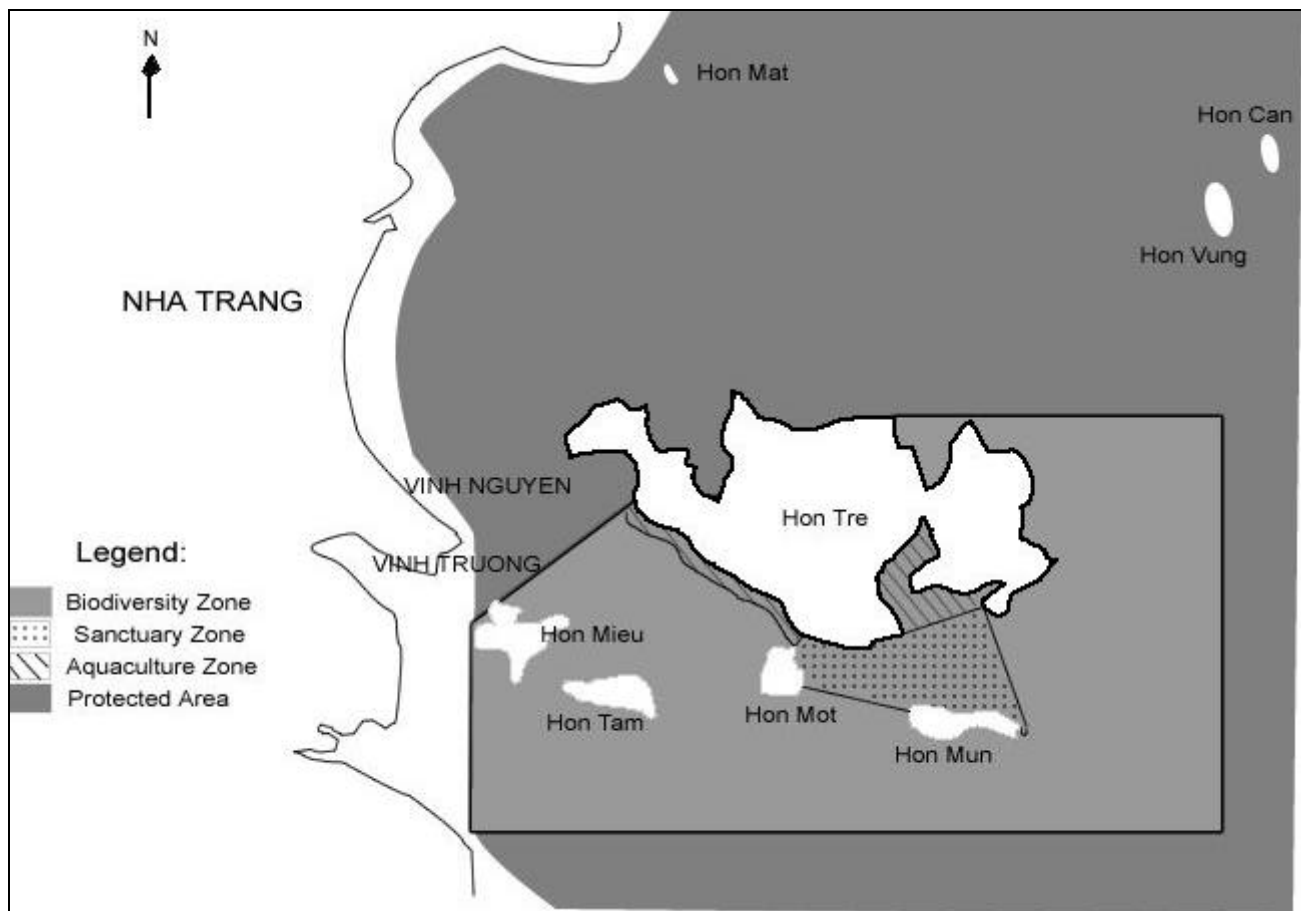 N
Hon Mat
Hon Can
Hon Vung
NHA TRANG
VINH NGUYEN
Hon Tre
VINH TRUONG
Legend:
Biodiversity Zone
Sanctuary Zone
Aquaculture Zone
Protected Area
Hon Mieu
Hon Tam
Hon Mot
Hon Mun